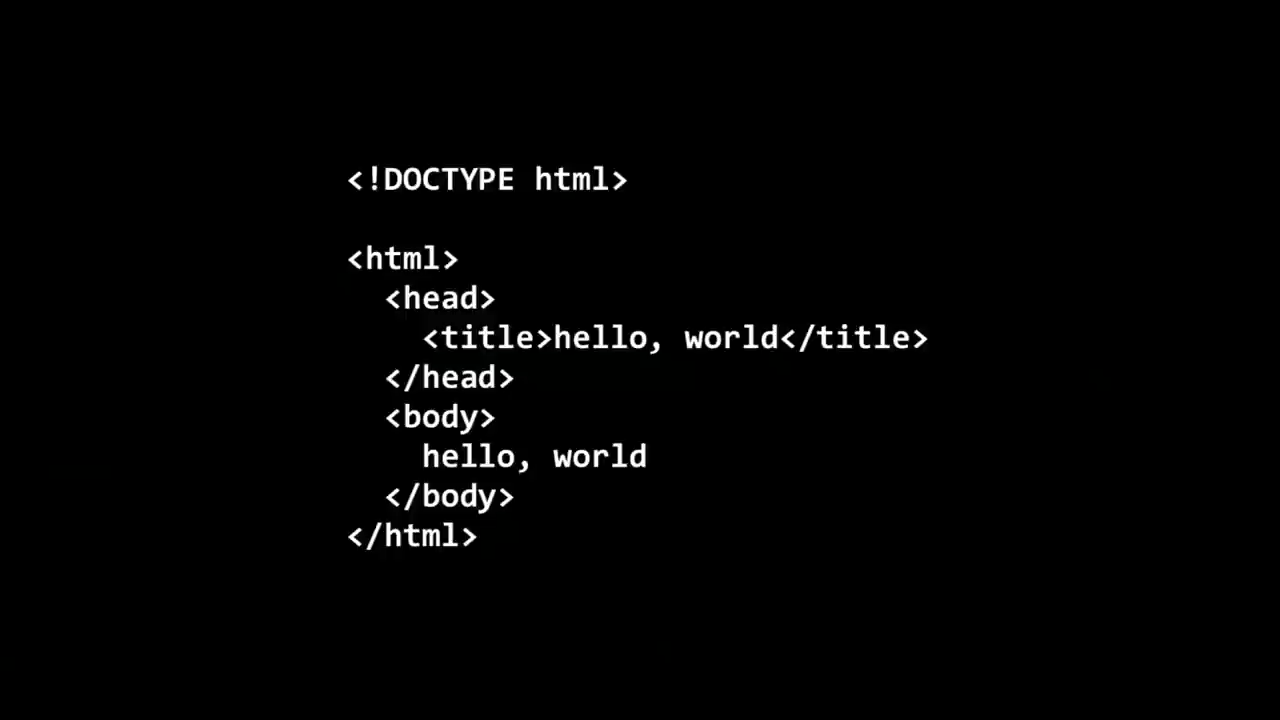 <!DOCTYPE html>
<html>
<head>
<title>hello, world</title>
</head>
<body>
hello, world
</body>
</html>